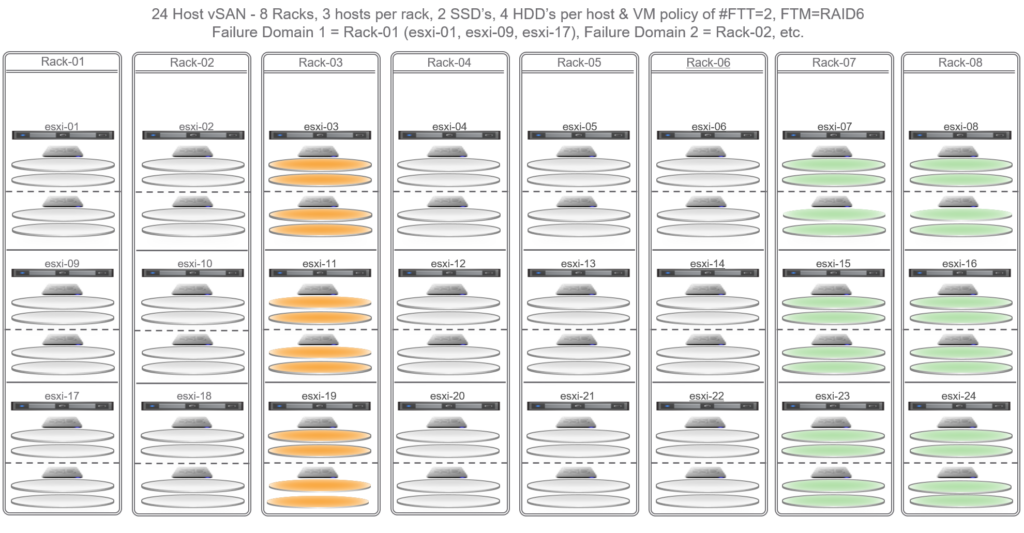 24 Host vSAN - 8 Racks, 3 hosts per rack, 2 SSD's, 4 HDD's per host & VM policy of #FTT=2, FTM=RAID6
Failure Domain 1 = Rack-01 (esxi-01, esxi-09, esxi-17), Failure Domain 2 = Rack-02, etc.
Rack-01 Rack-02 Rack-03 Rack-04 Rack-05 Rack-06 Rack-07 Rack-08
esxi-01 esxi-02 esxi-03 esxi-04 esxi-05 esxi-06 esxi-07 esxi-08
esxi-09 esxi-10 esxi-11 esxi-12 esxi-13 esxi-14 esxi-15 esxi-16
esxi-17 esxi-18 esxi-19 esxi-20 esxi-21 esxi-22 esxi-23 esxi-24